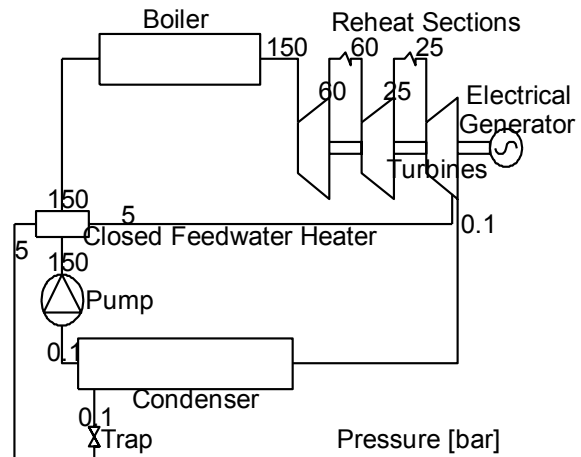 Boiler
Reheat Sections
150
60
25
60
25
Electrical
Generator
Turbines
150
5
0.1
Closed Feedwater Heater
5
150
Pump
0.1
Condenser
0.1
Trap
Pressure [bar]